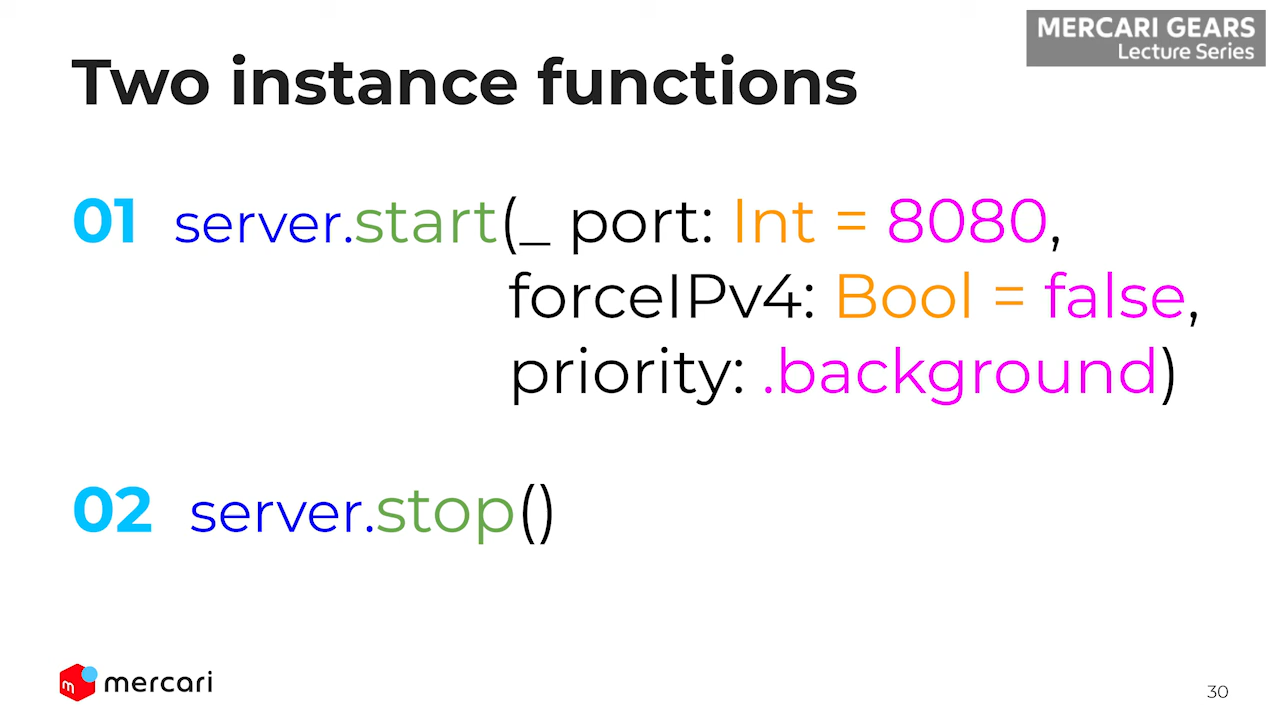 MERCARI GEARS
Lecture Series
Two instance functions
01 server.start(_ port: Int = 8080,
forceIPv4: Bool = false,
priority: .background)
02 server.stop()
m mercari
30